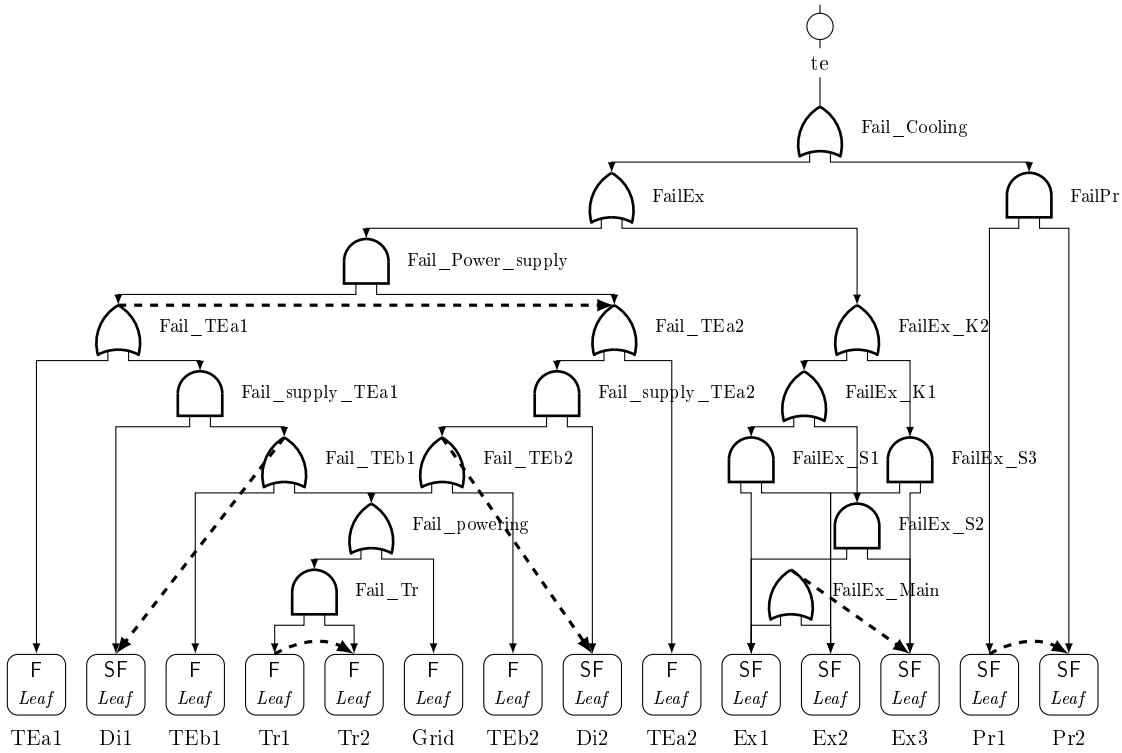 te
Fail_Cooling
FailEx
FailPr
Fail_Power_supply
Fail_TEa1
Fail_TEa2
FailEx_K2
Fail_supply_TEa1
Fail_supply_TEa2
FailEx_K1
Fail_TEb1
Fail_TEb2
FailEx_S1
FailEx_S3
Fail_powering
FailEx_S2
Fail_Tr
FailEx_Main
F SF F F F F F SF F SF SF SF SF SF
Leaf Leaf Leaf Leaf Leaf Leaf Leaf Leaf Leaf Leaf Leaf Leaf Leaf Leaf
TEa1 Di1 TEb1 Tr1 Tr2 Grid TEb2 Di2 TEa2 Ex1 Ex2 Ex3 Pr1 Pr2